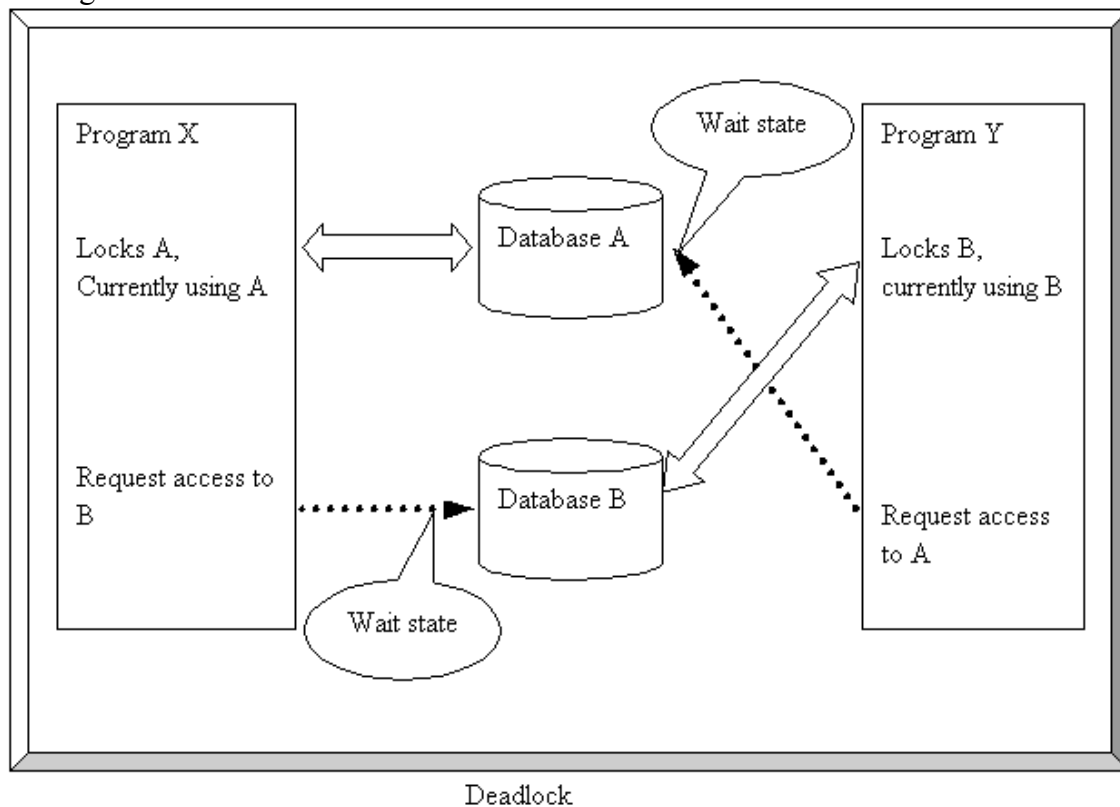 Program X
Locks A,
Currently using A
Request access to
B
Wait state
Database A
Database B
Wait state
Program Y
Locks B,
currently using B
Request access
to A
Deadlock